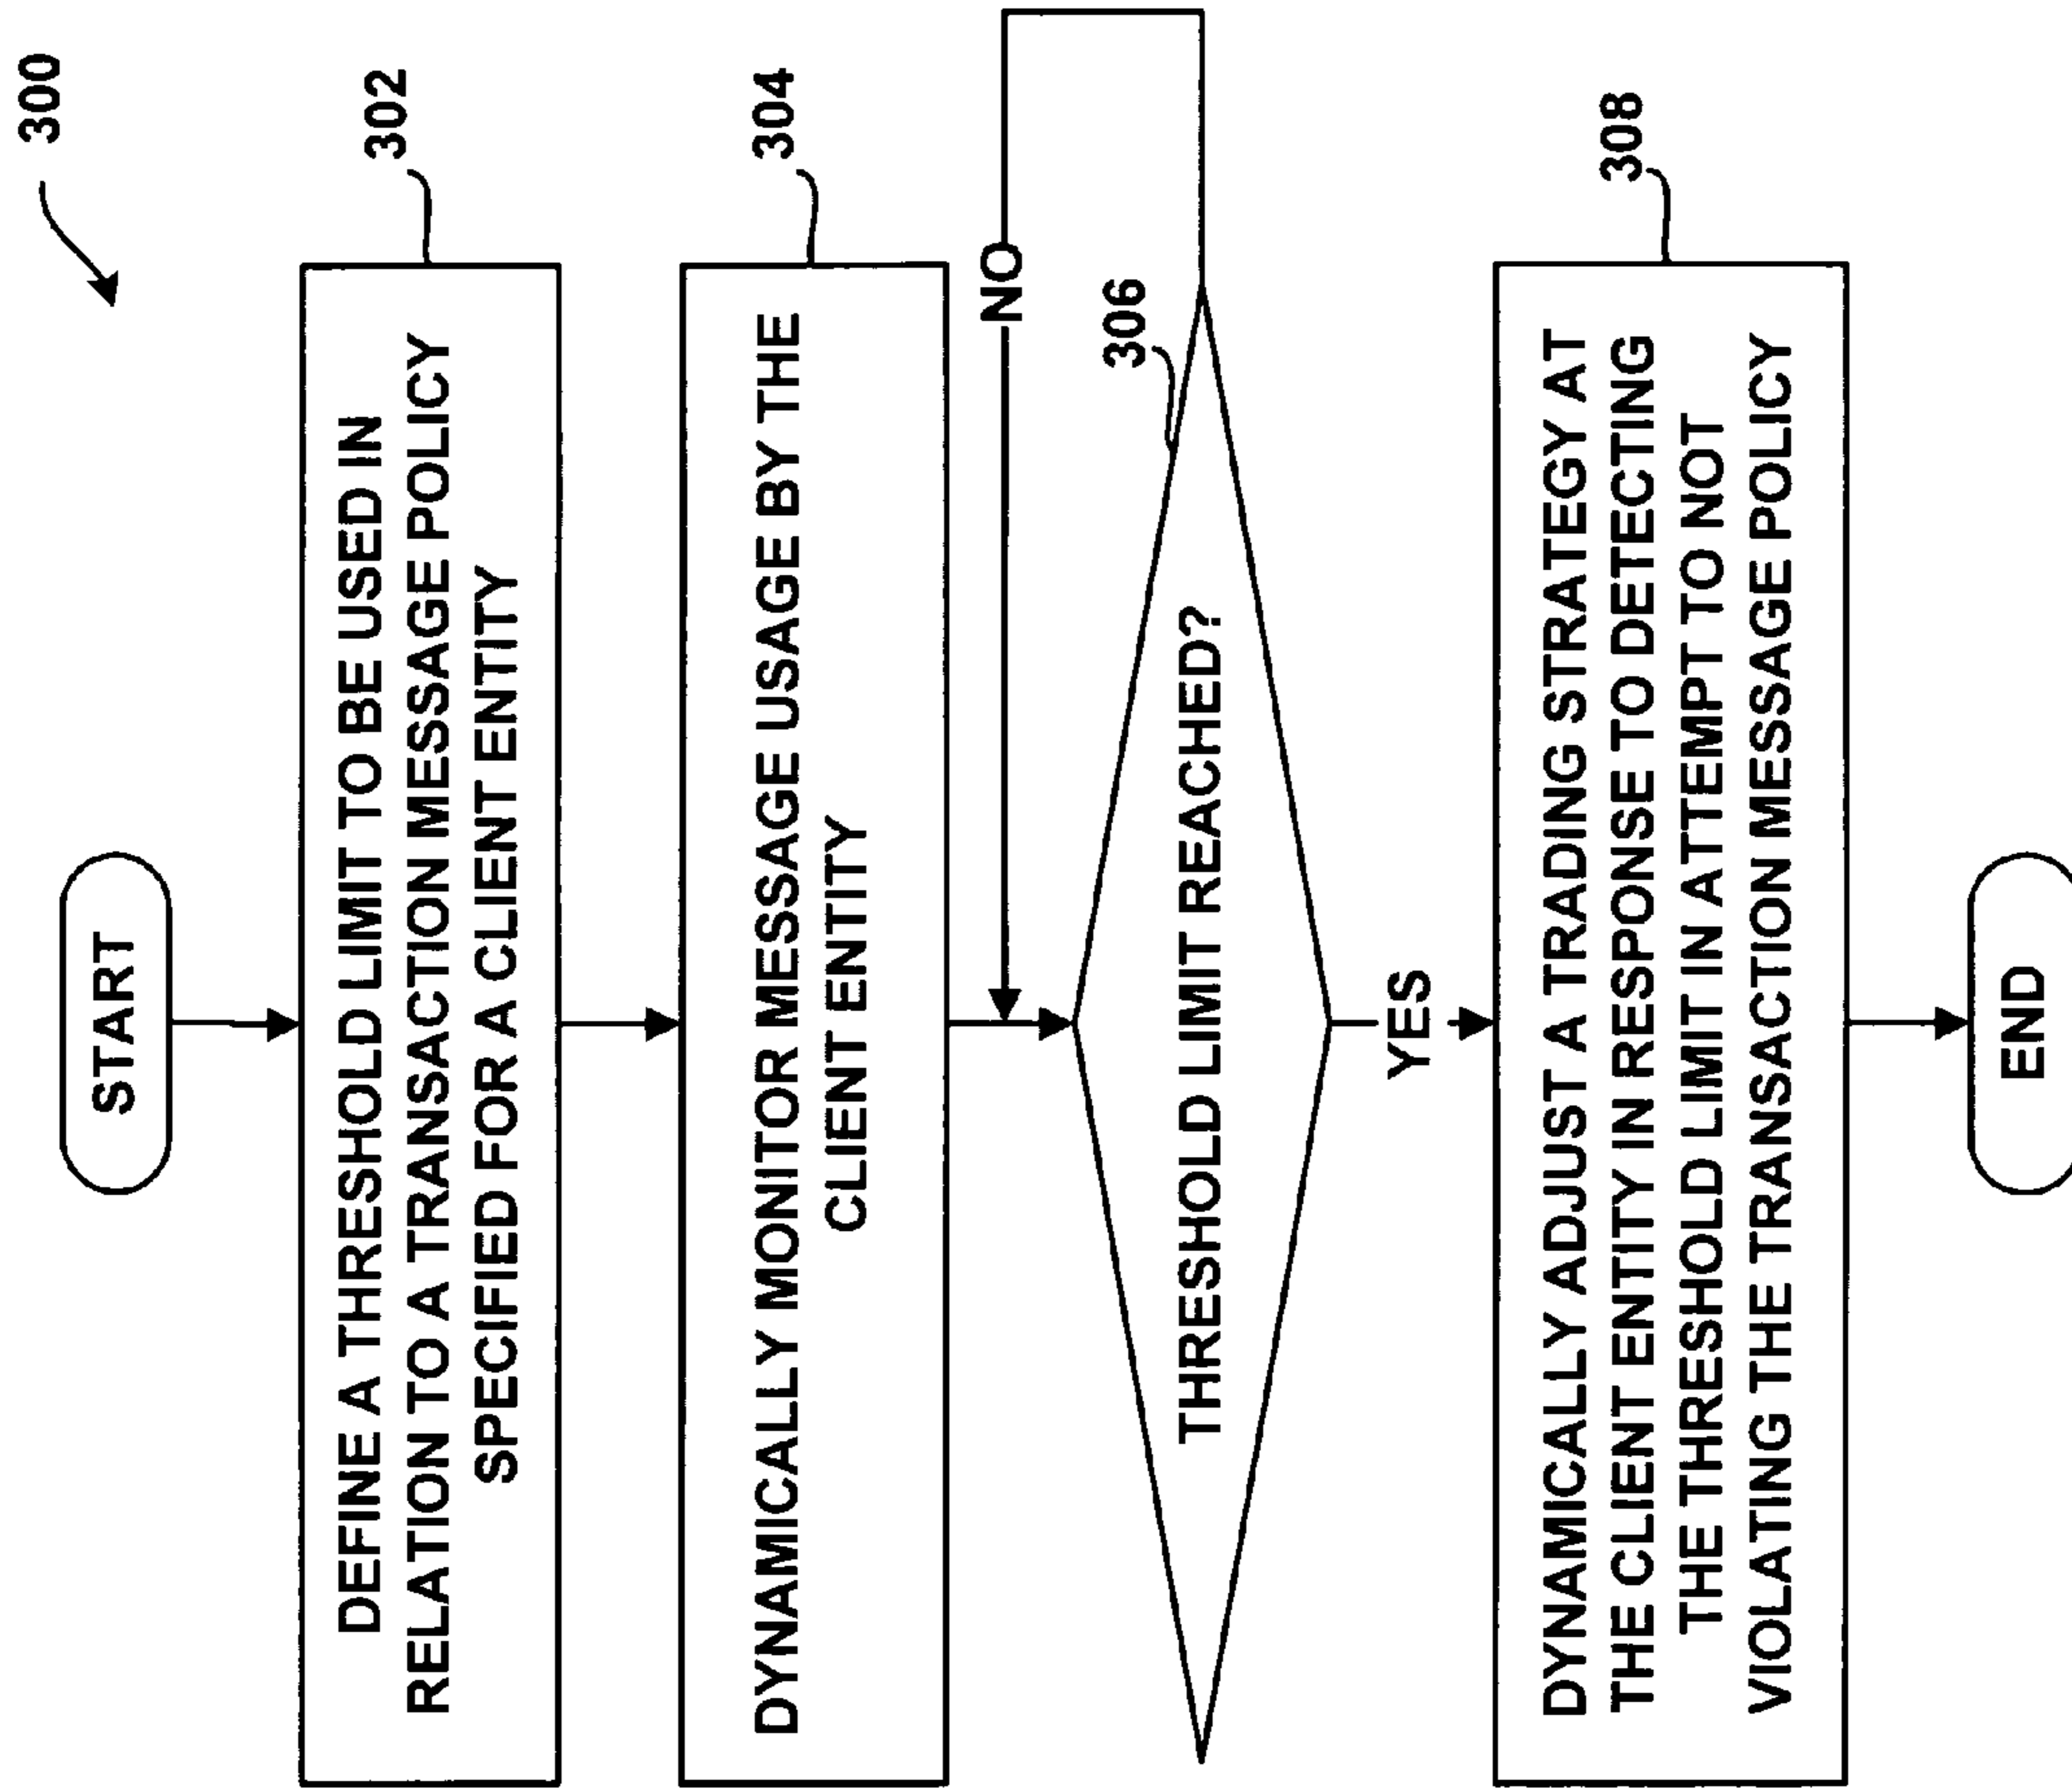 300
START
302
DEFINE A THRESHOLD LIMIT TO BE USED IN
RELATION TO A TRANSACTION MESSAGE POLICY
SPECIFIED FOR A CLIENT ENTITY
304
DYNAMICALLY MONITOR MESSAGE USAGE BY THE
CLIENT ENTITY
NO
306
THRESHOLD LIMIT REACHED?
YES
308
DYNAMICALLY ADJUST A TRADING STRATEGY AT
THE CLIENT ENTITY IN RESPONSE TO DETECTING
THE THRESHOLD LIMIT IN ATTEMPT TO NOT
VIOLATING THE TRANSACTION MESSAGE POLICY
END